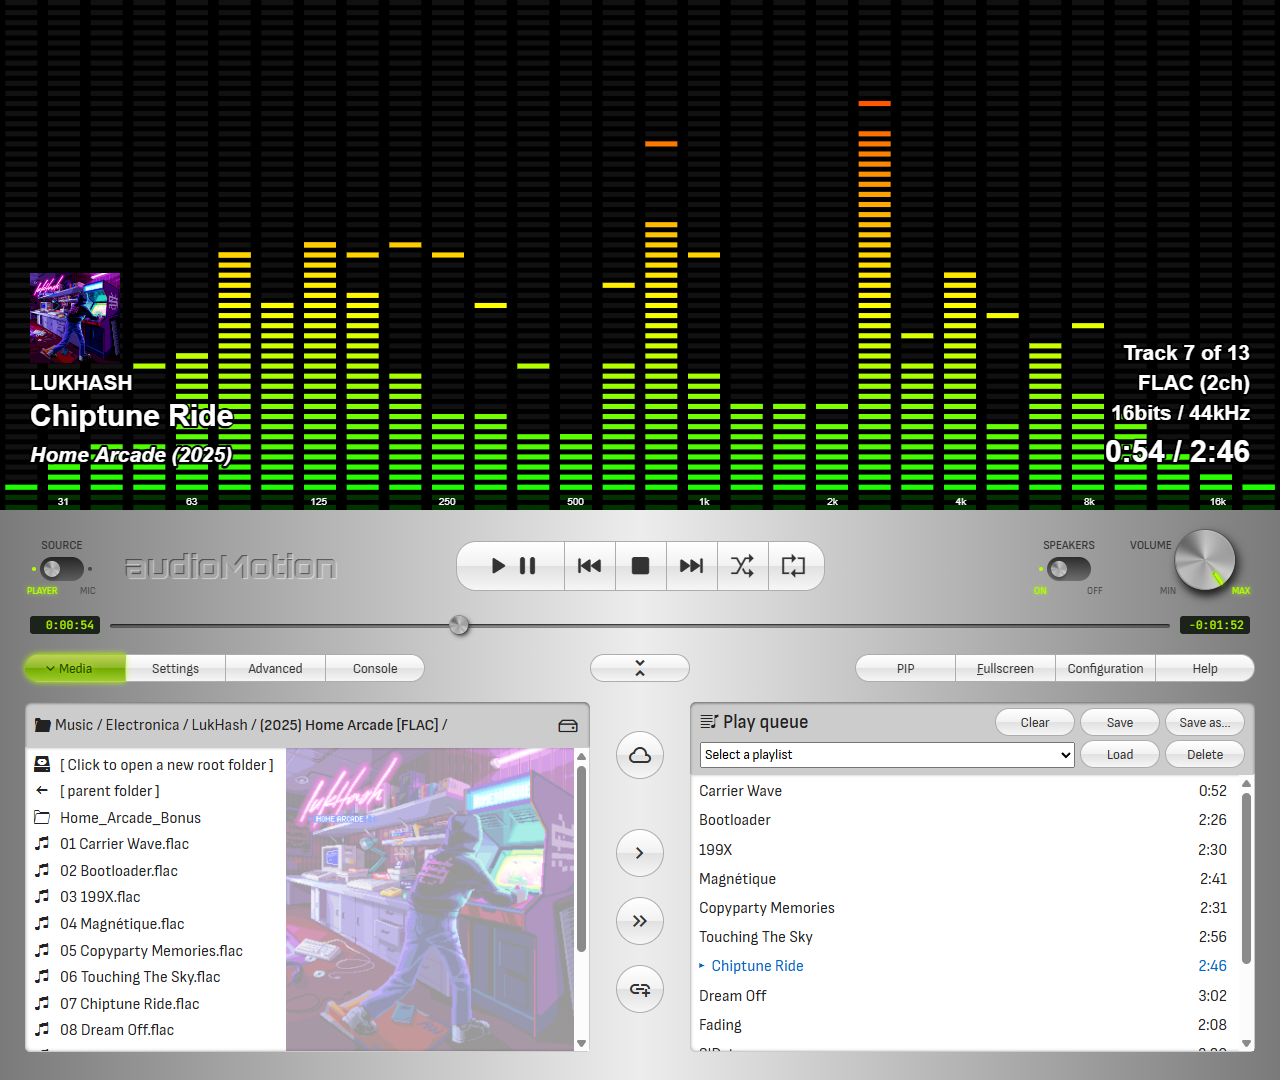 LUKHASH
Chiptune Ride
Home Arcade (2025)
Track 7 of 13
FLAC (2ch)
16bits / 44kHz
0:54 / 2:46
31 63 125 250 500 1k 2k 4k 8k 16k
SOURCE
PLAYER MIC
audioMotion
SPEAKERS
ON OFF
VOLUME
MIN MAX
0:00:54
-0:01:52
Media Settings Advanced Console
PIP Fullscreen Configuration Help
Music / Electronica / LukHash / (2025) Home Arcade [FLAC] /
[ Click to open a new root folder ]
[ parent folder ]
Home_Arcade_Bonus
01 Carrier Wave.flac
02 Bootloader.flac
03 199X.flac
04 Magnétique.flac
05 Copyparty Memories.flac
06 Touching The Sky.flac
07 Chiptune Ride.flac
08 Dream Off.flac
lukHash
HOME ARCADE
Play queue
Clear Save Save as...
Select a playlist
Load Delete
Carrier Wave 0:52
Bootloader 2:26
199X 2:30
Magnétique 2:41
Copyparty Memories 2:31
Touching The Sky 2:56
Chiptune Ride 2:46
Dream Off 3:02
Fading 2:08